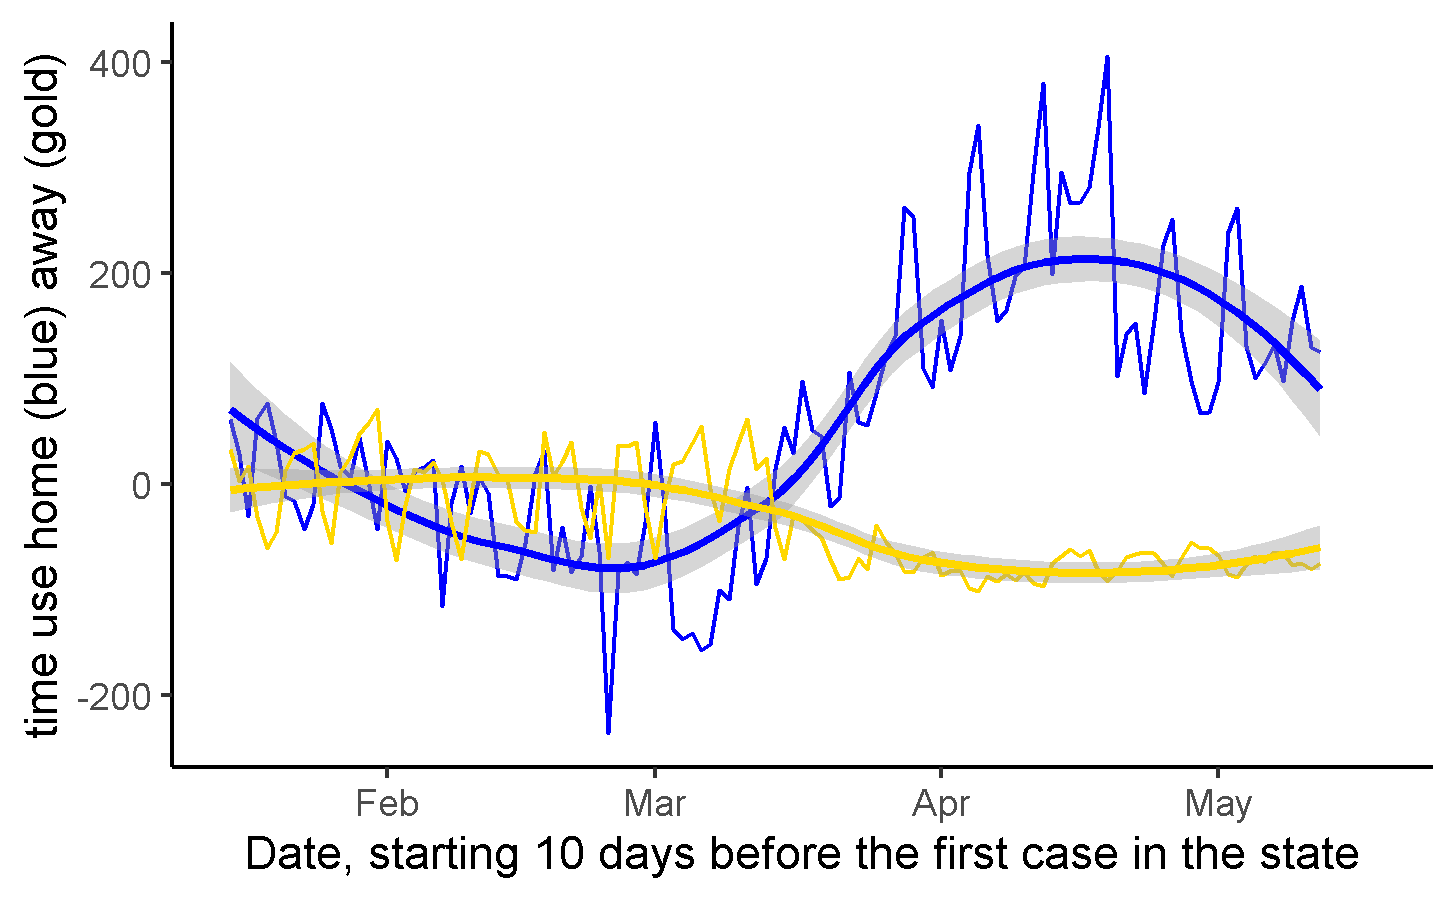 time use home (blue) away (gold)
400
200
0
-200
Feb Mar Apr May
Date, starting 10 days before the first case in the state